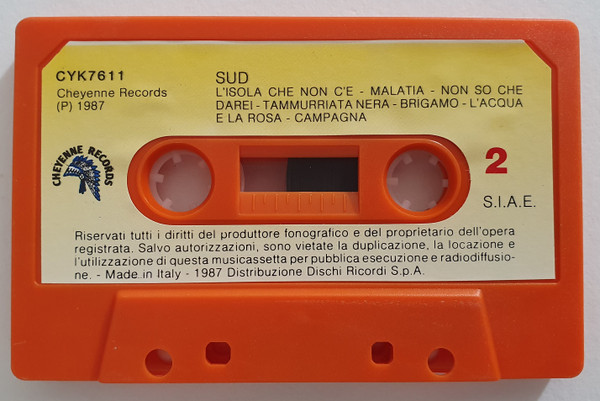 CYK7611
Cheyenne Records
(P) 1987
SUD
L'ISOLA CHE NON C'E - MALATIA - NON SO CHE
DAREI - TAMMURRIATA NERA - BRIGAMO - L'ACQUA
E LA ROSA - CAMPAGNA
CHEYENNE RECORDS
2
S.I.A.E.
Riservati tutti i diritti del produttore fonografico e del proprietario dell'opera
registrata. Salvo autorizzazioni, sono vietate la duplicazione, la locazione e
l'utilizzazione di questa musicassetta per pubblica esecuzione e radiodiffusio-
ne. - Made in Italy - 1987 Distribuzione Dischi Ricordi S.p.A.